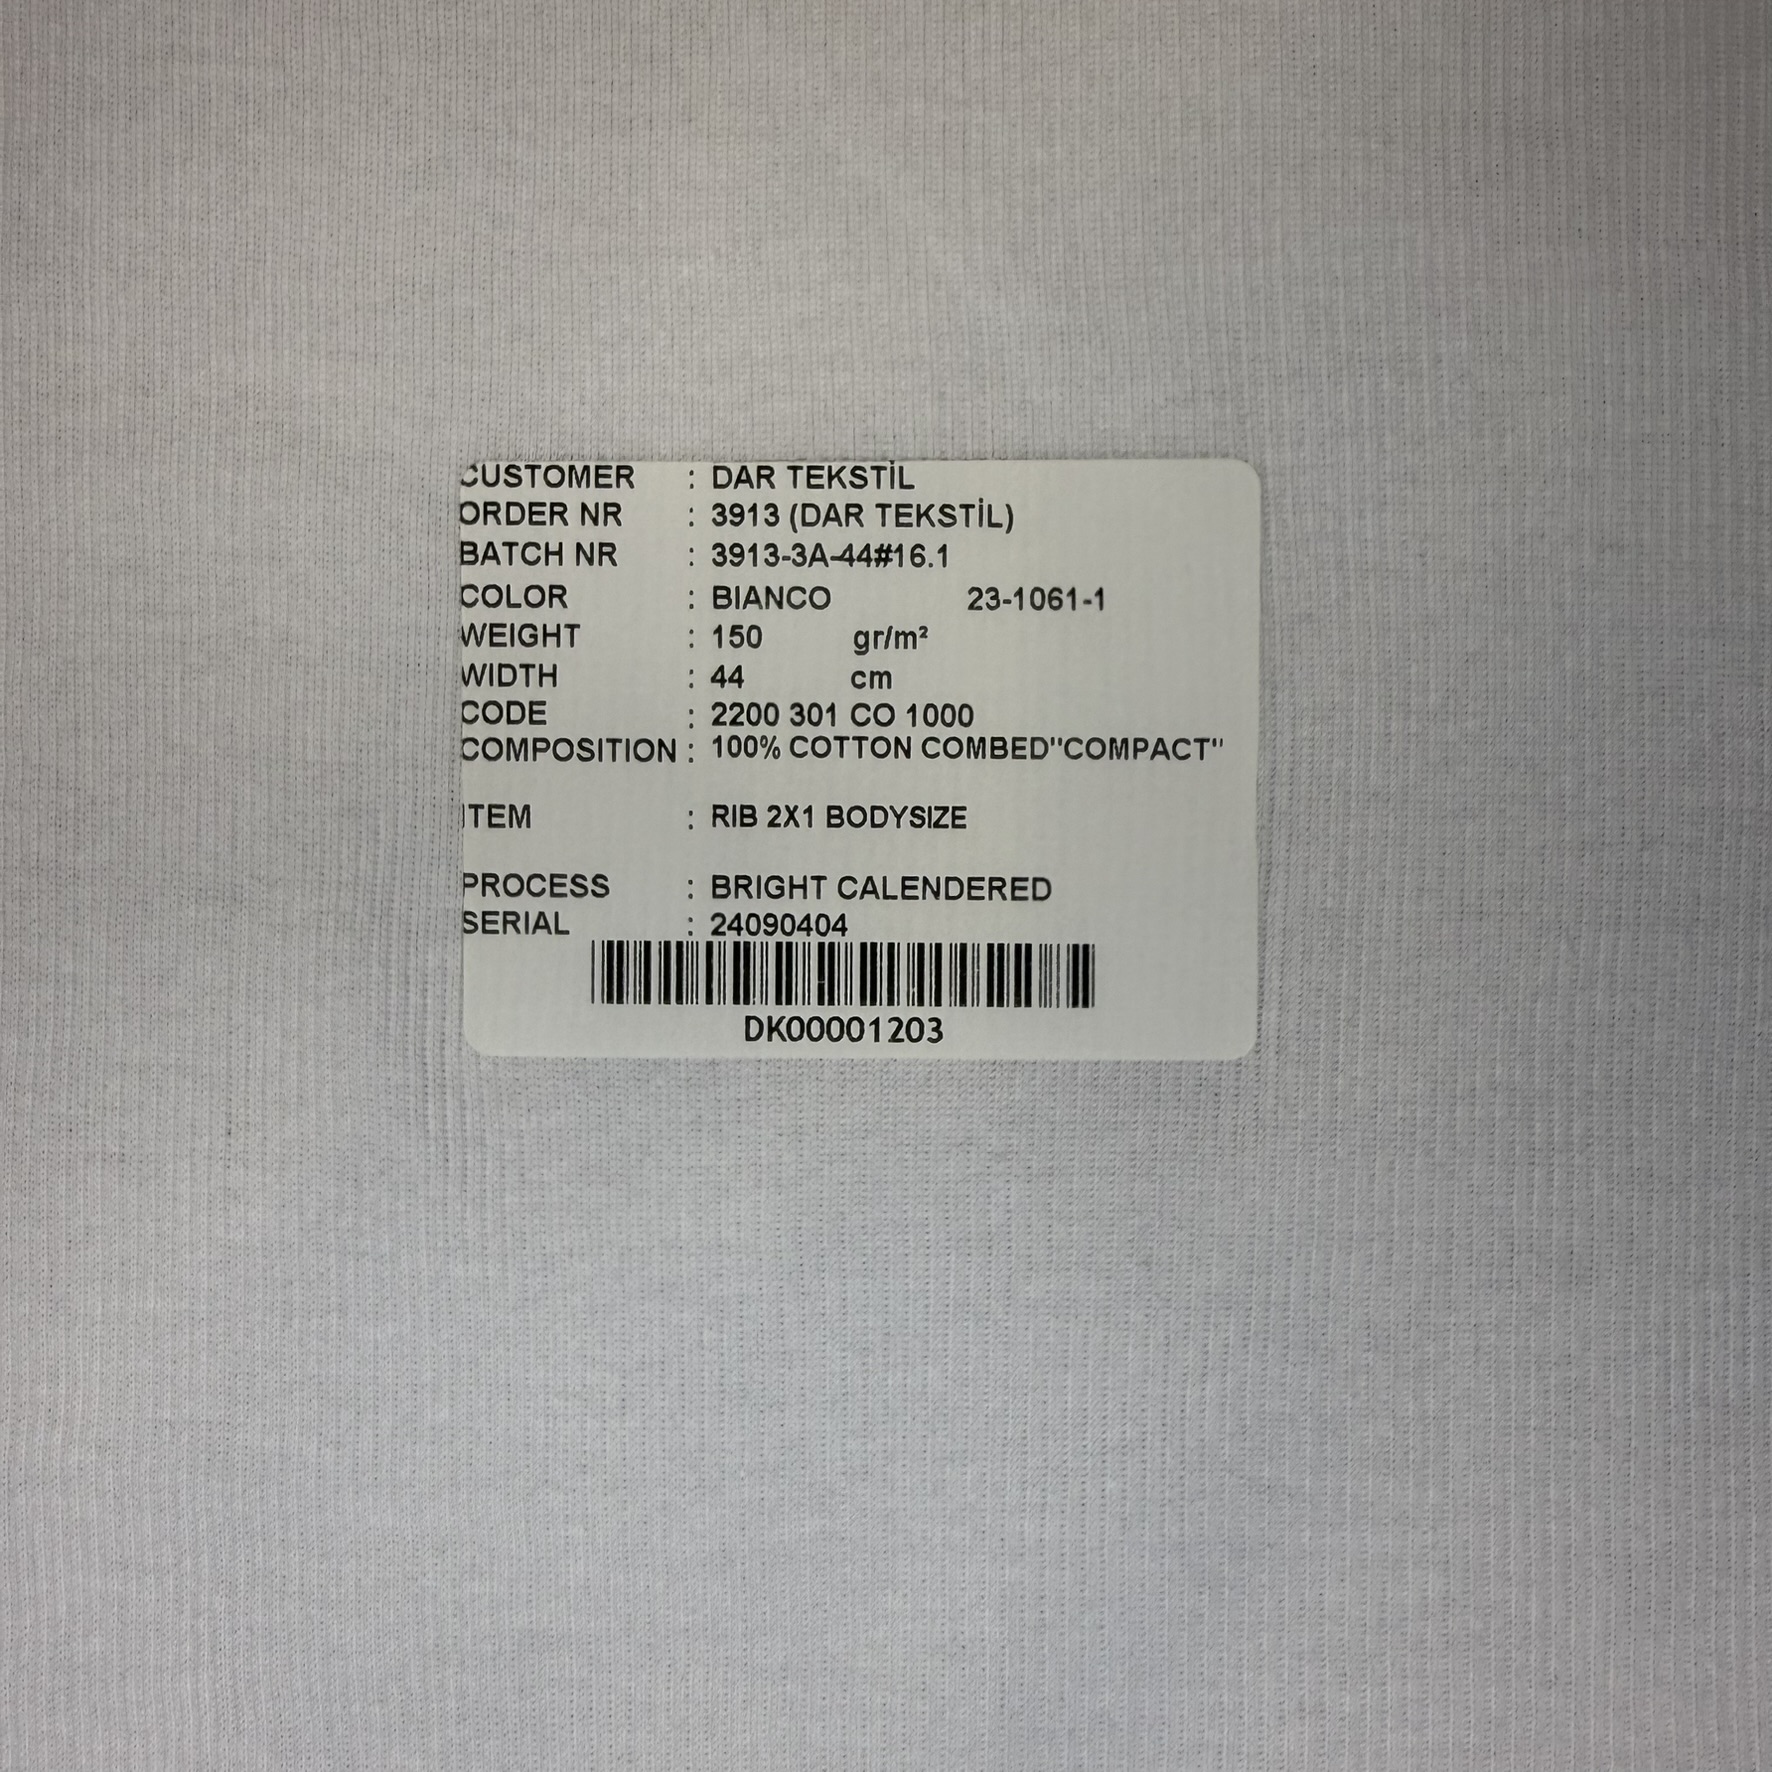 CUSTOMER : DAR TEKSTİL
ORDER NR : 3913 (DAR TEKSTİL)
BATCH NR : 3913-3A-44#16.1
COLOR : BIANCO 23-1061-1
WEIGHT : 150 gr/m²
WIDTH : 44 cm
CODE : 2200 301 CO 1000
COMPOSITION : 100% COTTON COMBED"COMPACT"
ITEM : RIB 2X1 BODYSIZE
PROCESS : BRIGHT CALENDERED
SERIAL : 24090404
DK00001203